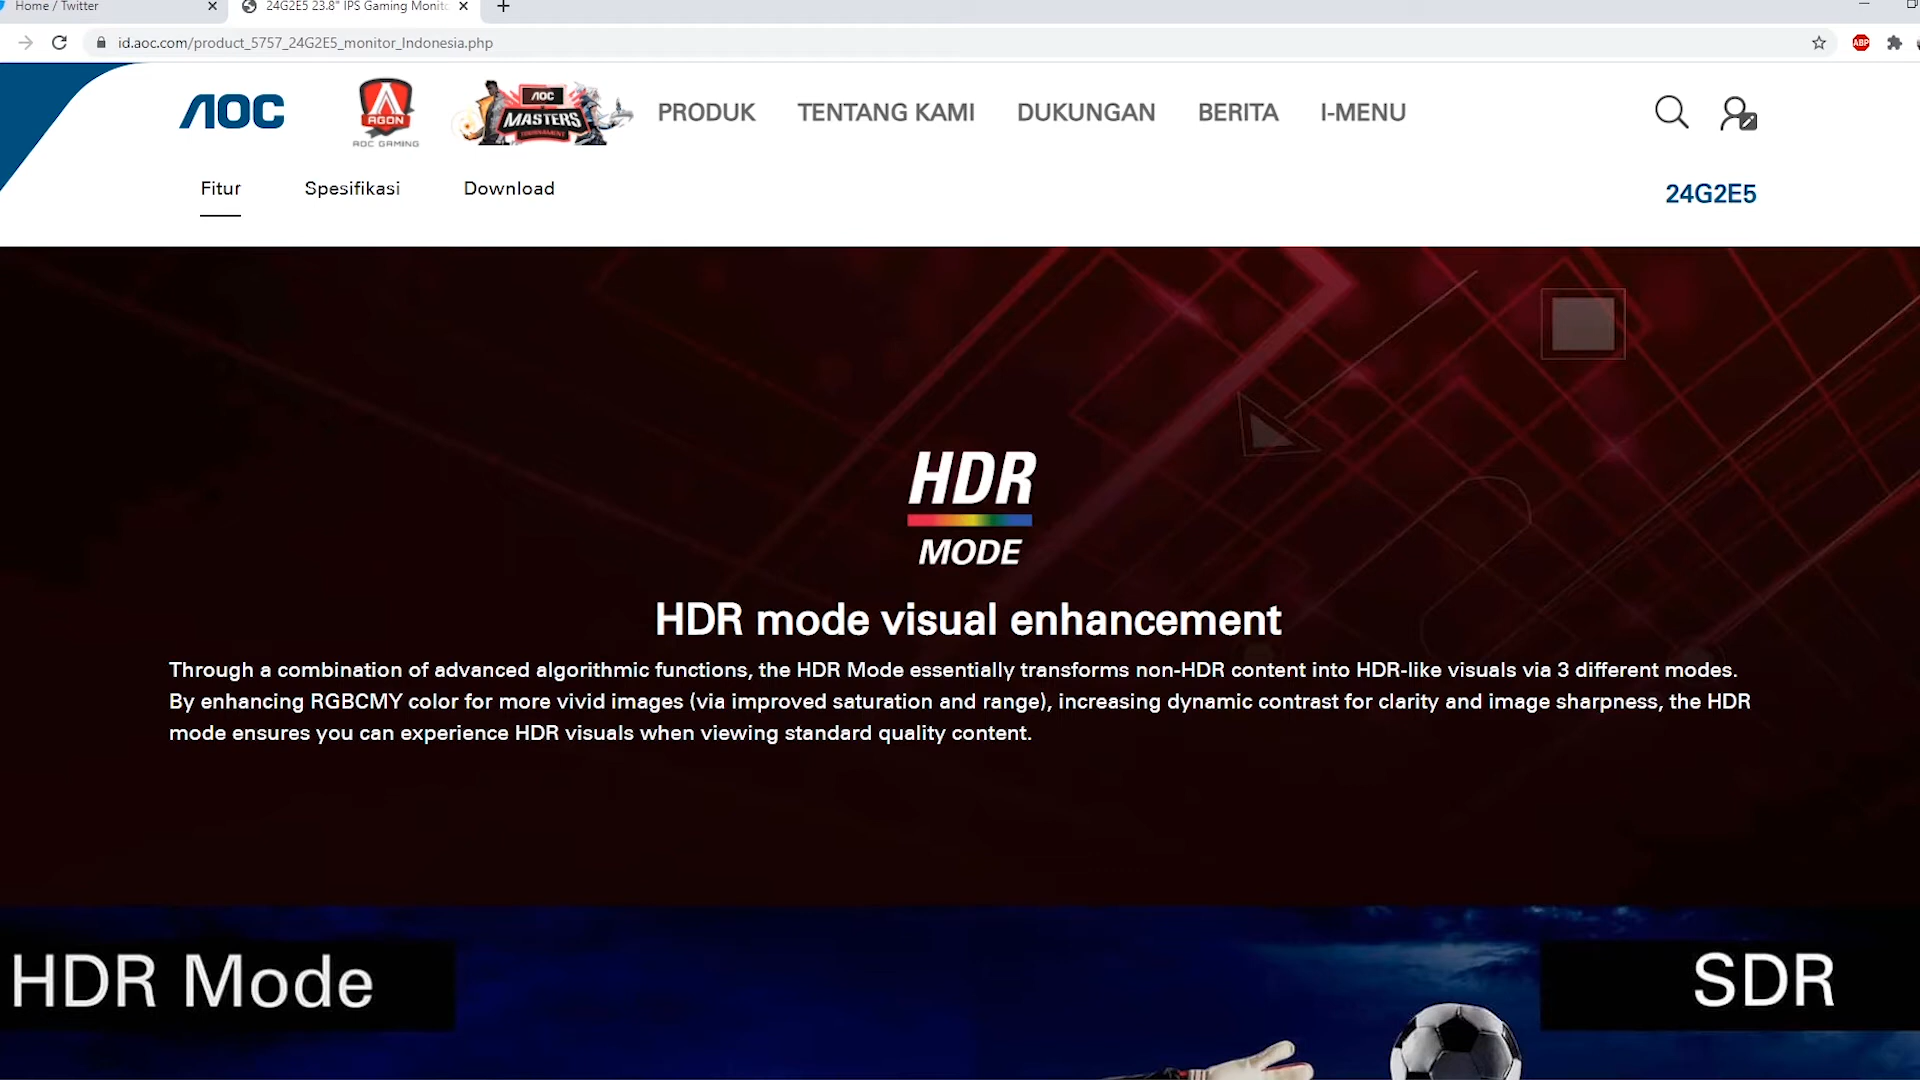 Home / Twitter
24G2E5 23.8" IPS Gaming Monito
id.aoc.com/product_5757_24G2E5_monitor_Indonesia.php
ABP
AOC
AGON
AOC GAMING
AOC
MASTERS
TOURNAMENT
PRODUK
TENTANG KAMI
DUKUNGAN
BERITA
I-MENU
Fitur
Spesifikasi
Download
24G2E5
HDR
MODE
HDR mode visual enhancement
Through a combination of advanced algorithmic functions, the HDR Mode essentially transforms non-HDR content into HDR-like visuals via 3 different modes.
By enhancing RGBCMY color for more vivid images (via improved saturation and range), increasing dynamic contrast for clarity and image sharpness, the HDR
mode ensures you can experience HDR visuals when viewing standard quality content.
HDR Mode
SDR